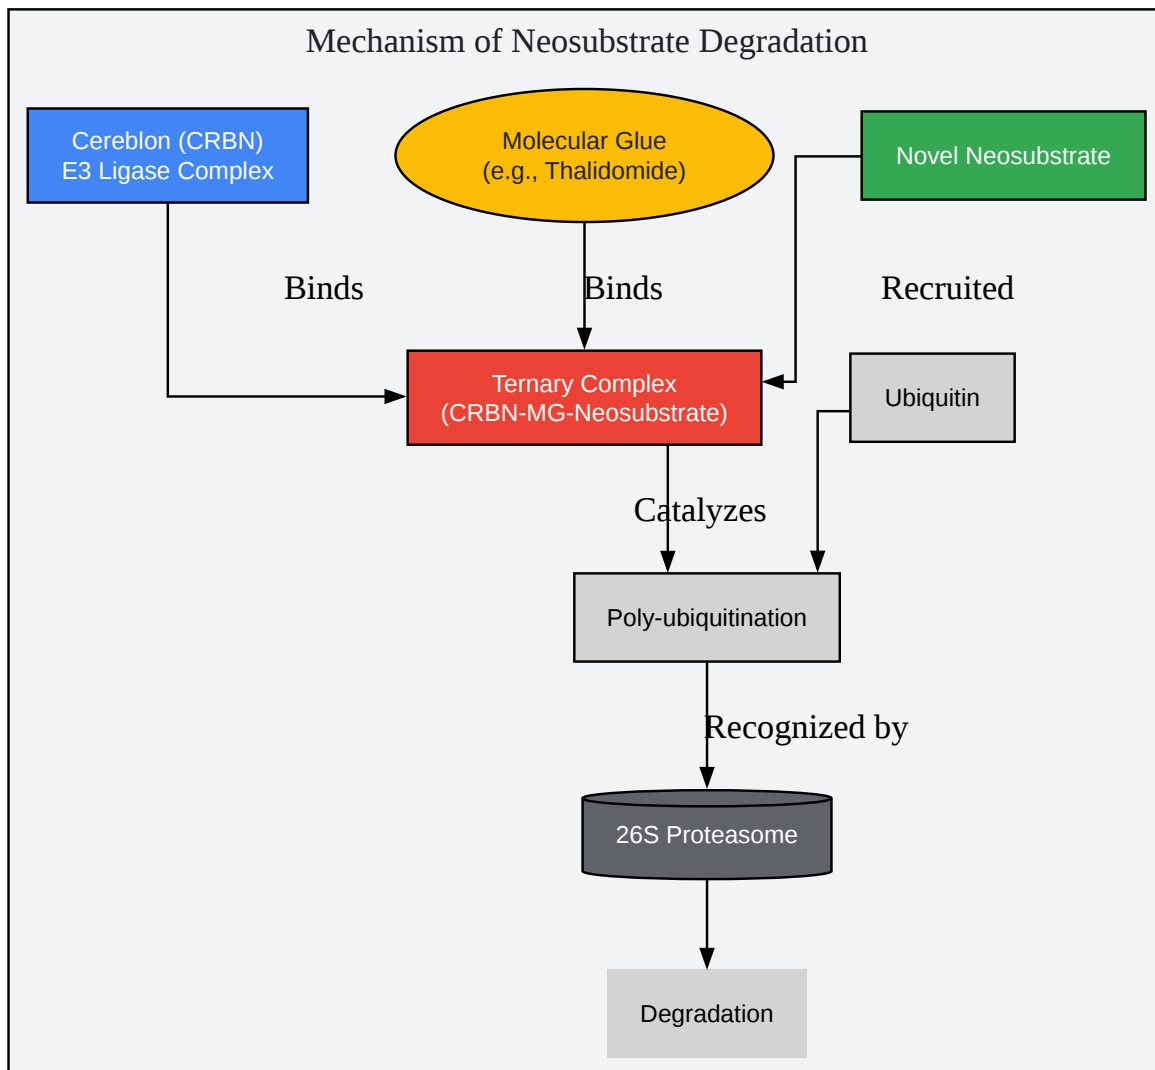 Mechanism of Neosubstrate Degradation
Cereblon (CRBN)
E3 Ligase Complex
Molecular Glue
(e.g., Thalidomide)
Novel Neosubstrate
Binds
Binds
Recruited
Ternary Complex
(CRBN-MG-Neosubstrate)
Ubiquitin
Catalyzes
Poly-ubiquitination
Recognized by
26S Proteasome
Degradation